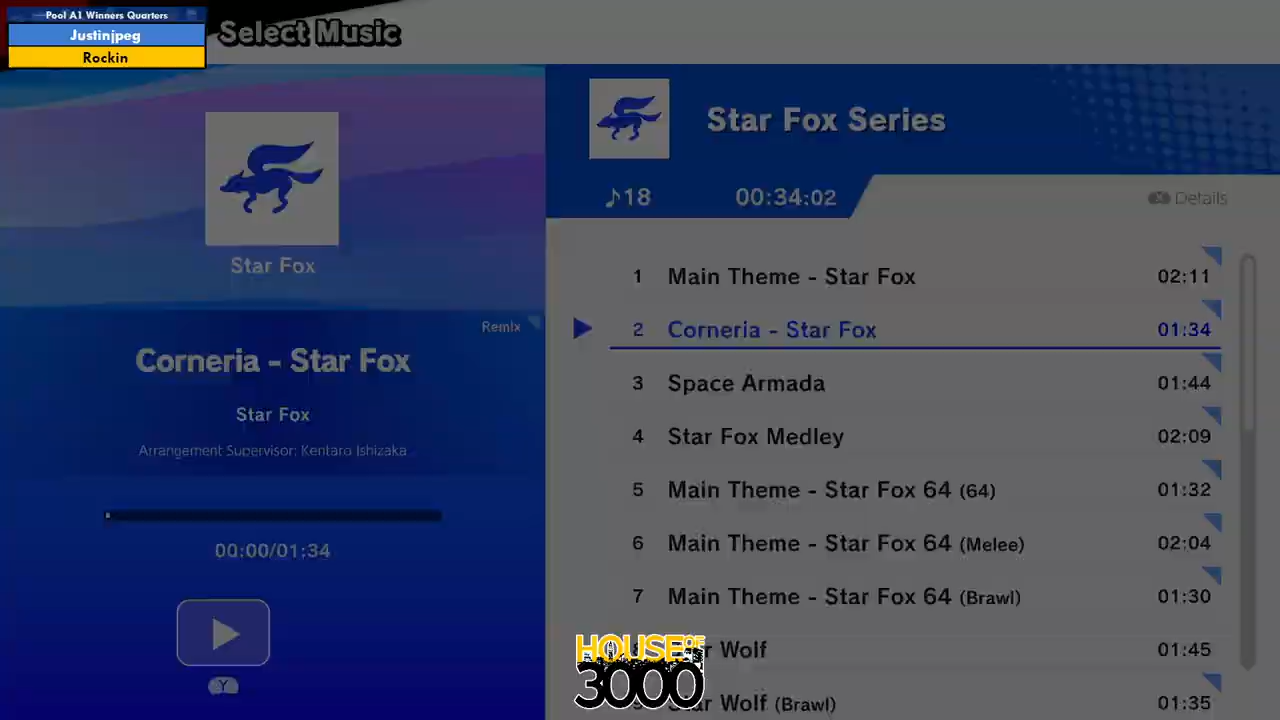 Pool A1 Winners Quarters
Justinjpeg
Rockin
Select Music
Star Fox
Remix
Corneria - Star Fox
Star Fox
Arrangement Supervisor: Kentaro Ishizaka
00:00/01:34
Y
Star Fox Series
♪18 00:34:02
X Details
1 Main Theme - Star Fox 02:11
2 Corneria - Star Fox 01:34
3 Space Armada 01:44
4 Star Fox Medley 02:09
5 Main Theme - Star Fox 64 (64) 01:32
6 Main Theme - Star Fox 64 (Melee) 02:04
7 Main Theme - Star Fox 64 (Brawl) 01:30
Wolf 01:45
Wolf (Brawl) 01:35
HOUSE OF
3000